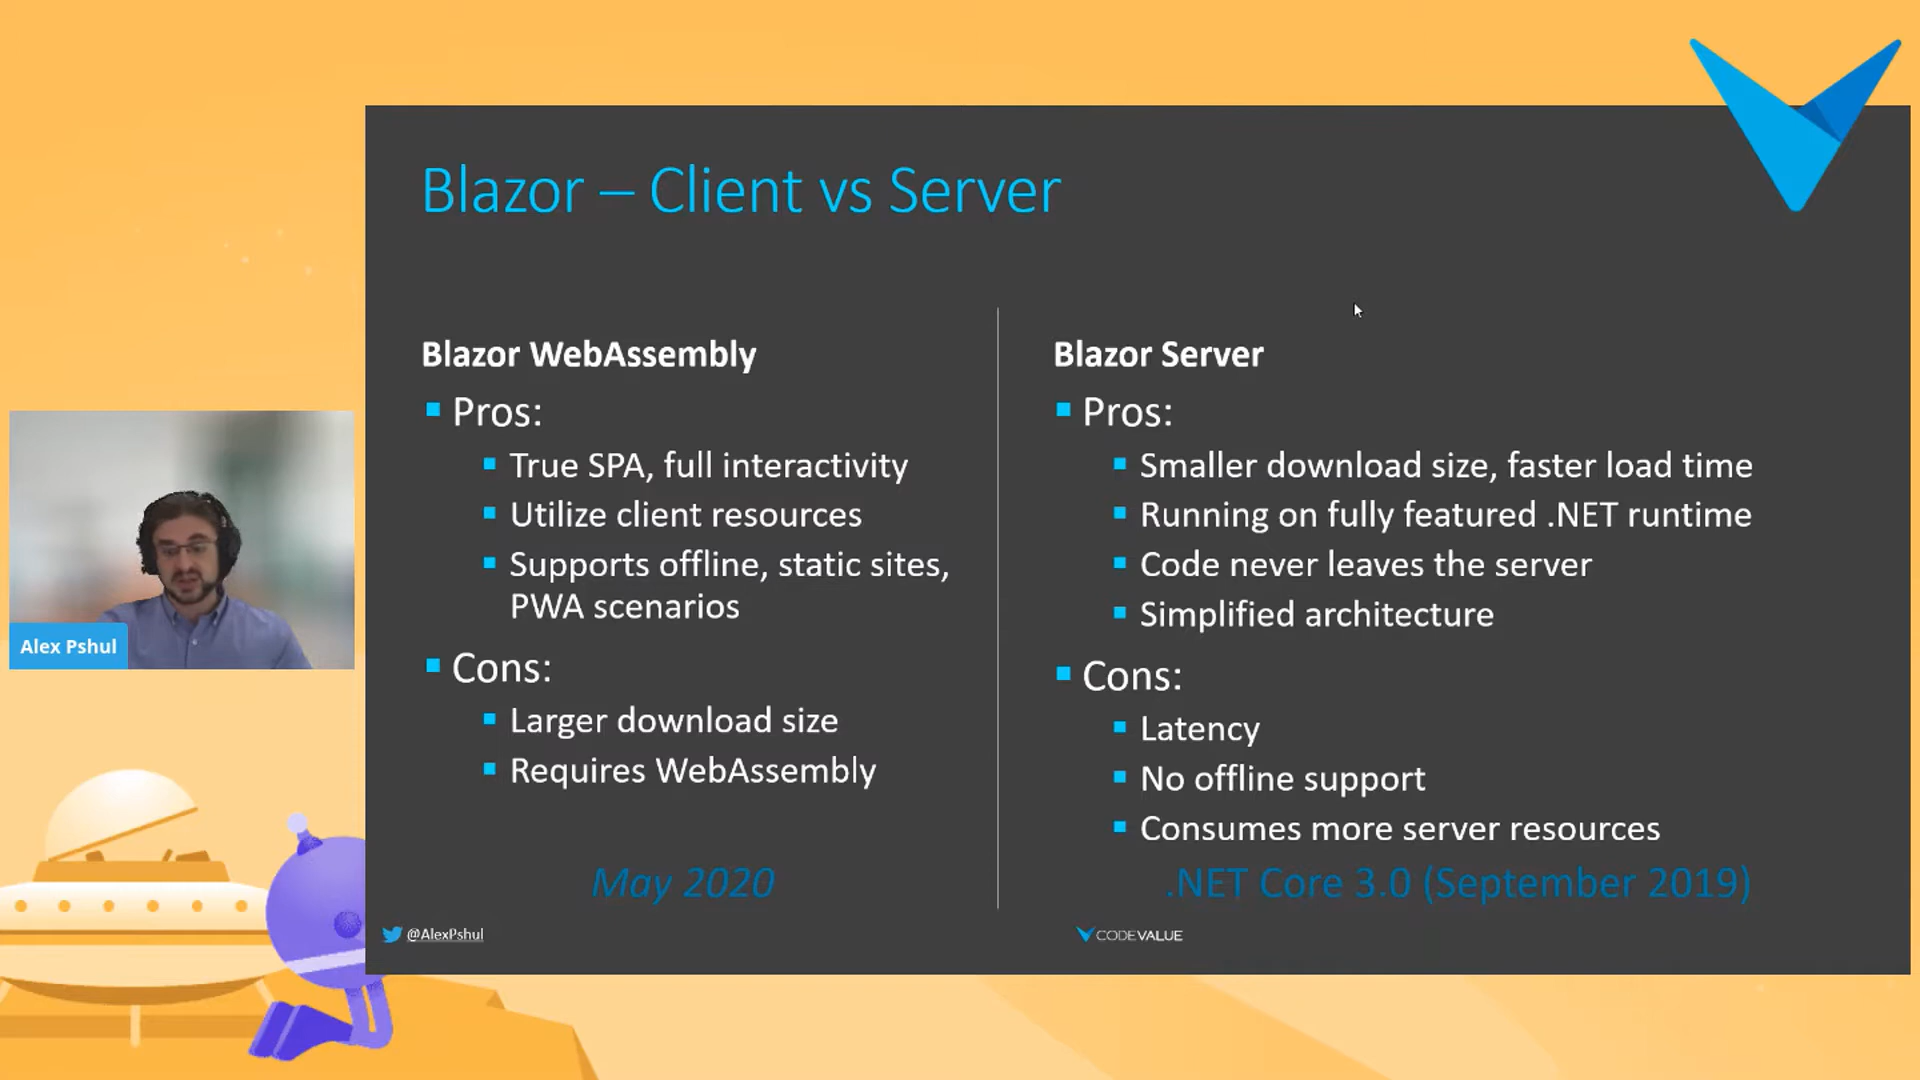 Blazor – Client vs Server
Blazor WebAssembly
Pros:
True SPA, full interactivity
Utilize client resources
Supports offline, static sites,
PWA scenarios
Cons:
Larger download size
Requires WebAssembly
May 2020
Blazor Server
Pros:
Smaller download size, faster load time
Running on fully featured .NET runtime
Code never leaves the server
Simplified architecture
Cons:
Latency
No offline support
Consumes more server resources
.NET Core 3.0 (September 2019)
@AlexPshul
CODEVALUE
Alex Pshul